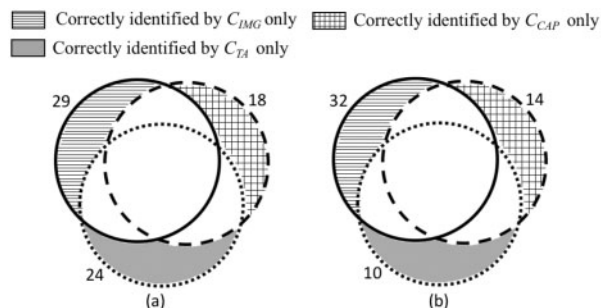 Correctly identified by C_IMG only Correctly identified by C_CAP only
Correctly identified by C_TA only
29 18 32 14
24 10
(a) (b)